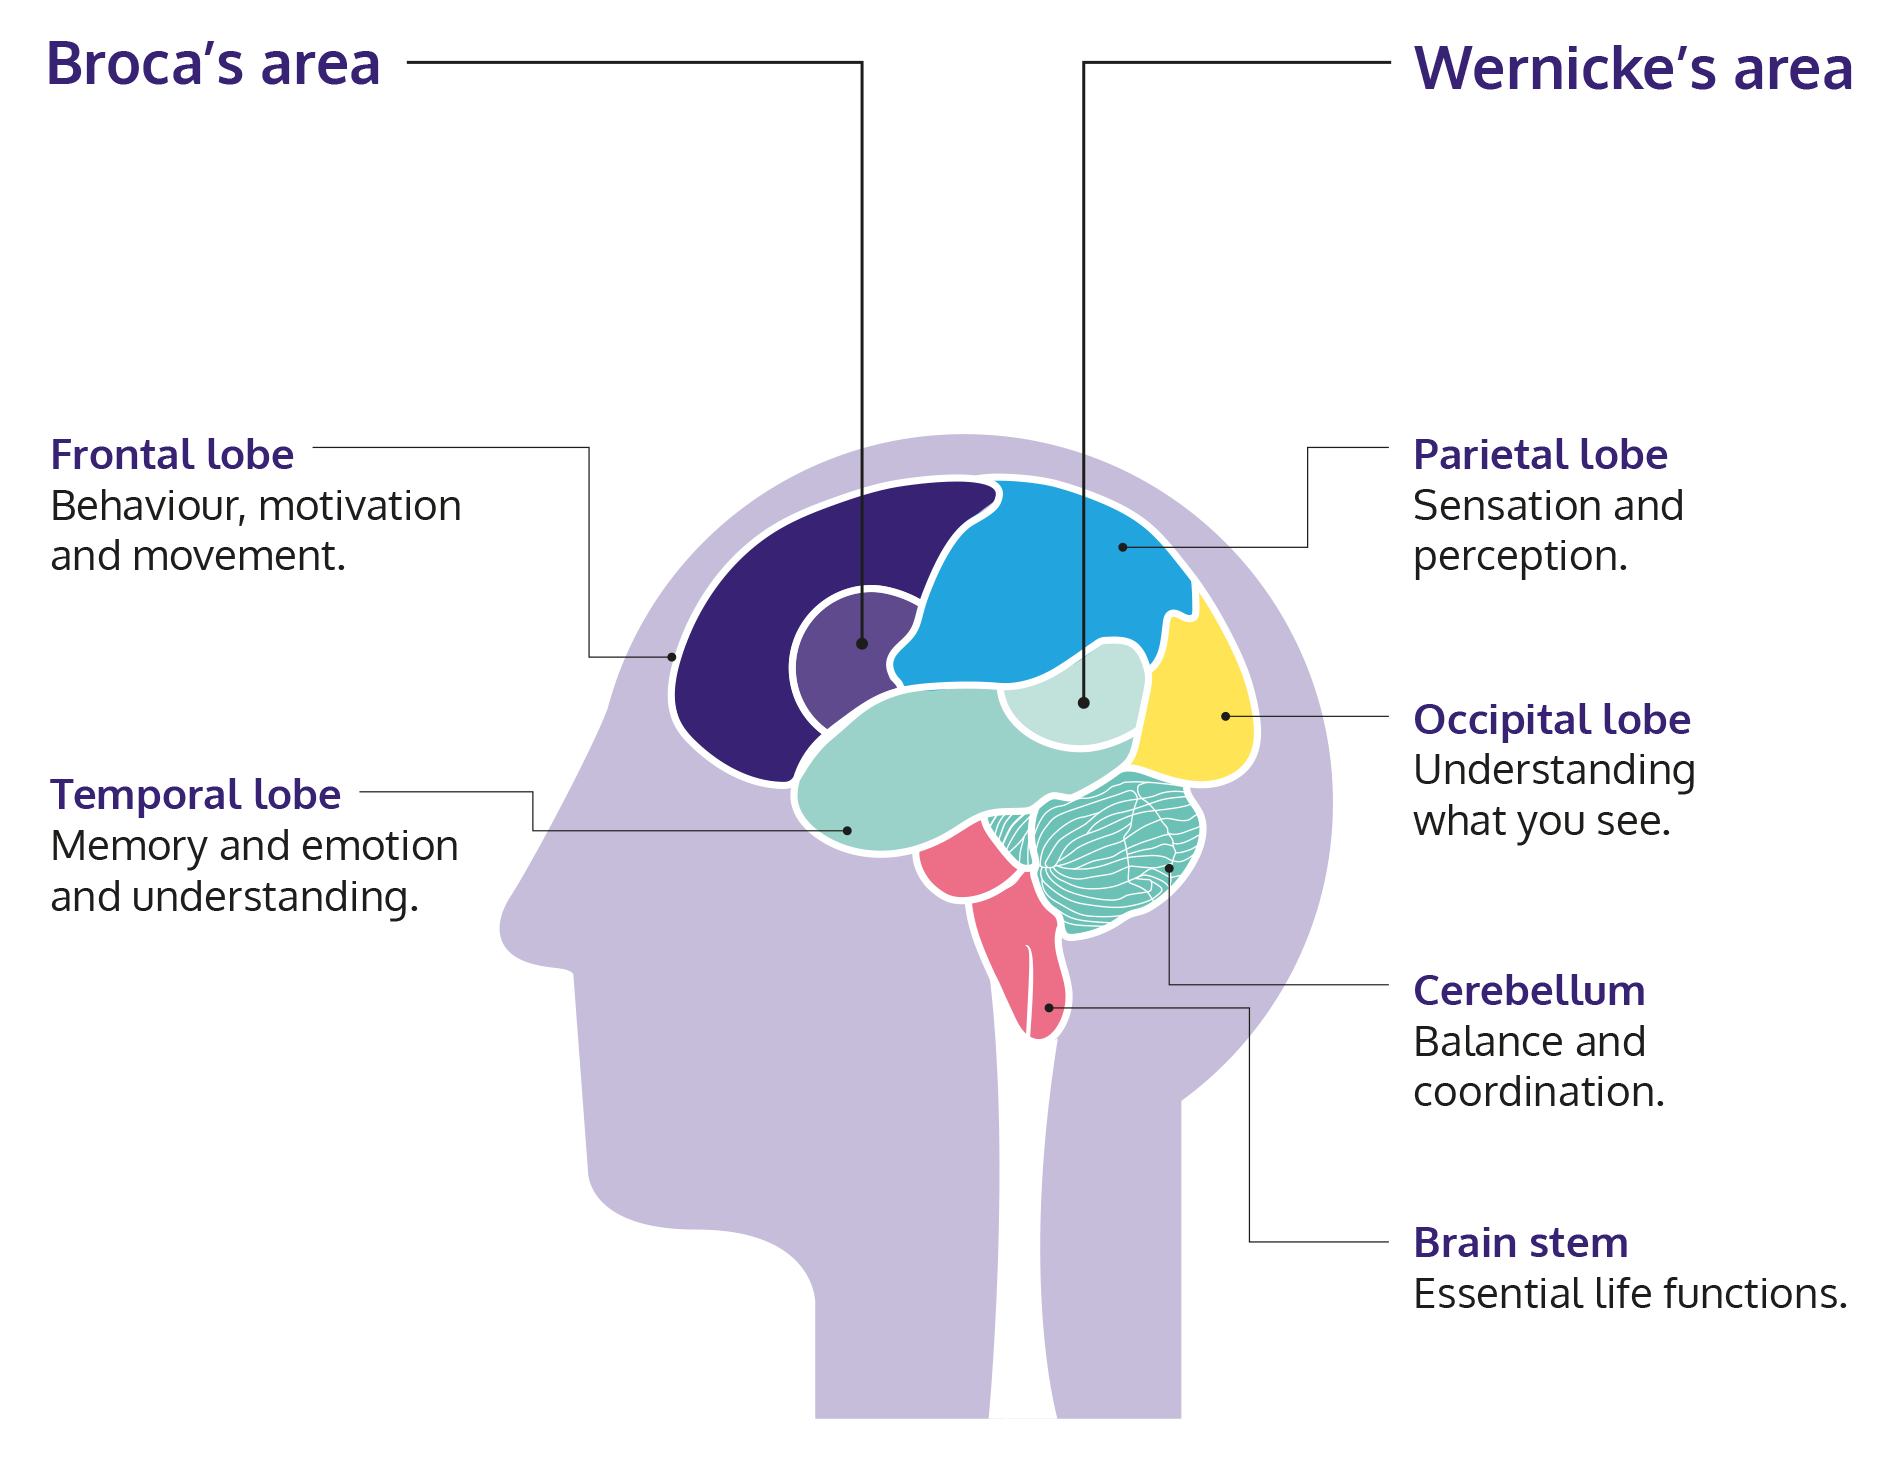 Broca’s area
Wernicke’s area
Frontal lobe
Behaviour, motivation
and movement.
Temporal lobe
Memory and emotion
and understanding.
Parietal lobe
Sensation and
perception.
Occipital lobe
Understanding
what you see.
Cerebellum
Balance and
coordination.
Brain stem
Essential life functions.